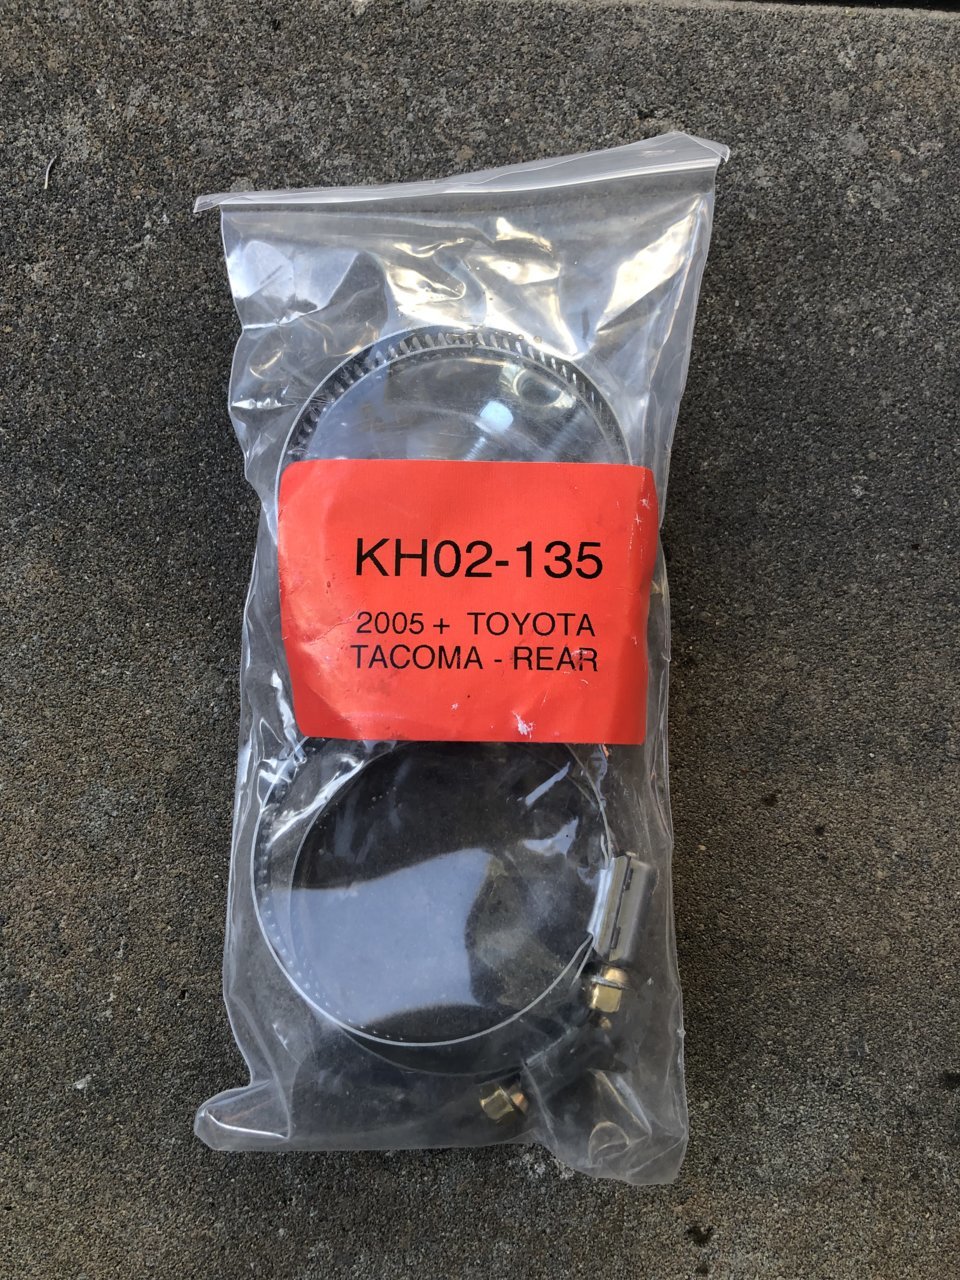 KH02-135
2005 + TOYOTA
TACOMA - REAR